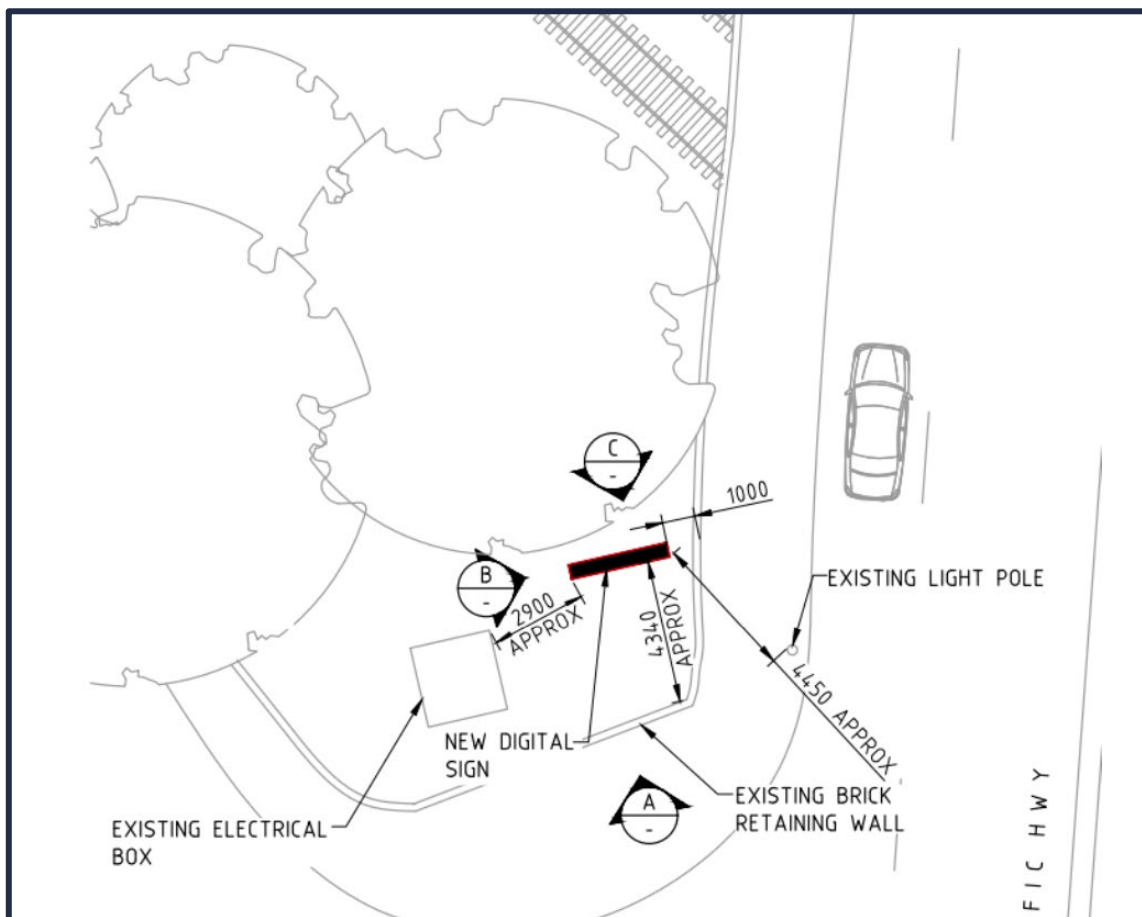 C
-
1000
B
-
2900
APPROX
4340
APPROX
EXISTING LIGHT POLE
4450 APPROX
NEW DIGITAL
SIGN
A
-
EXISTING BRICK
RETAINING WALL
EXISTING ELECTRICAL
BOX
FIC HWY